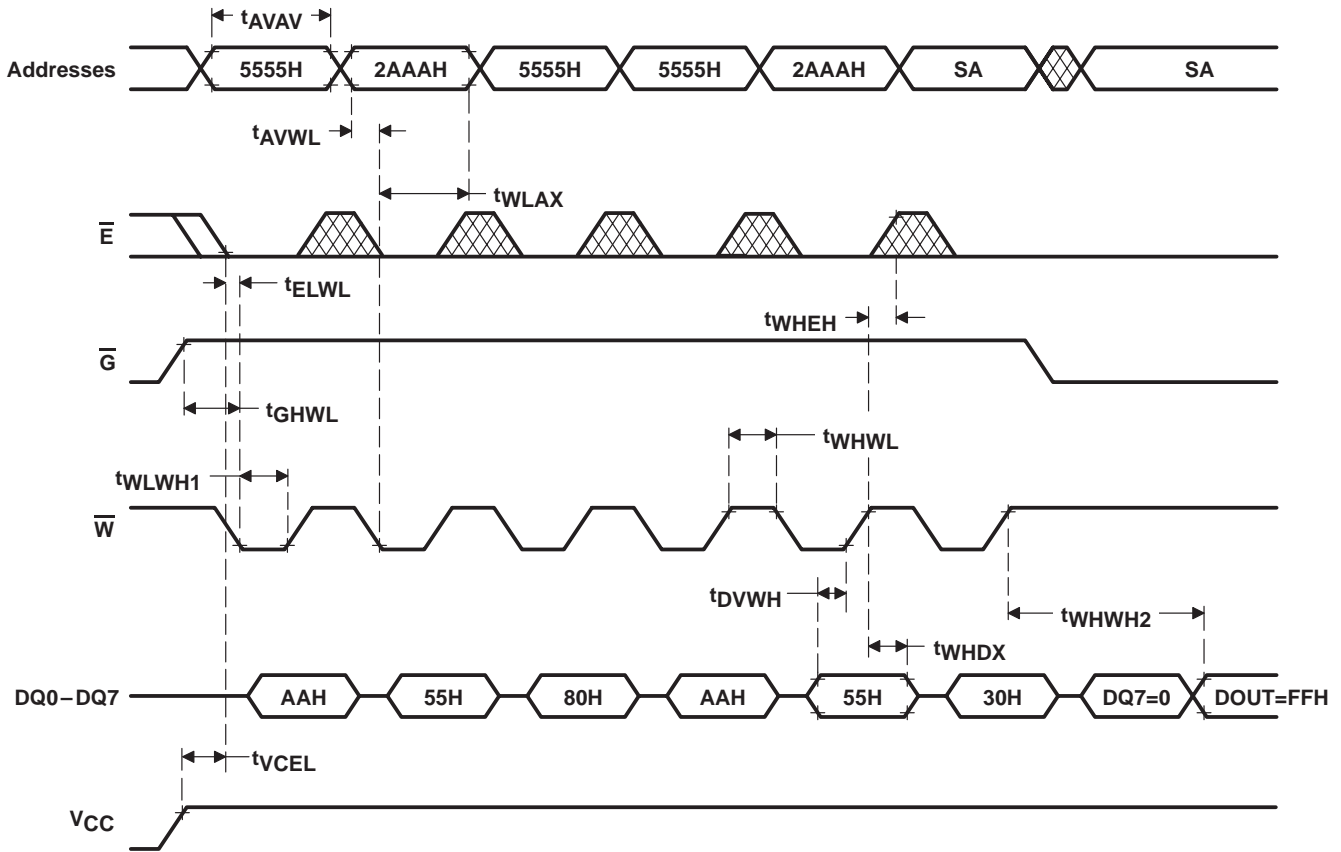 tAVAV
Addresses 5555H 2AAAH 5555H 5555H 2AAAH SA SA
tAVWL
tWLAX
E
tELWL
tWHEH
G
tGHWL
tWHWL
tWLWH1
W
tDVWH
tWHWH2
tWHDX
DQ0–DQ7 AAH 55H 80H AAH 55H 30H DQ7=0 DOUT=FFH
tVCEL
VCC